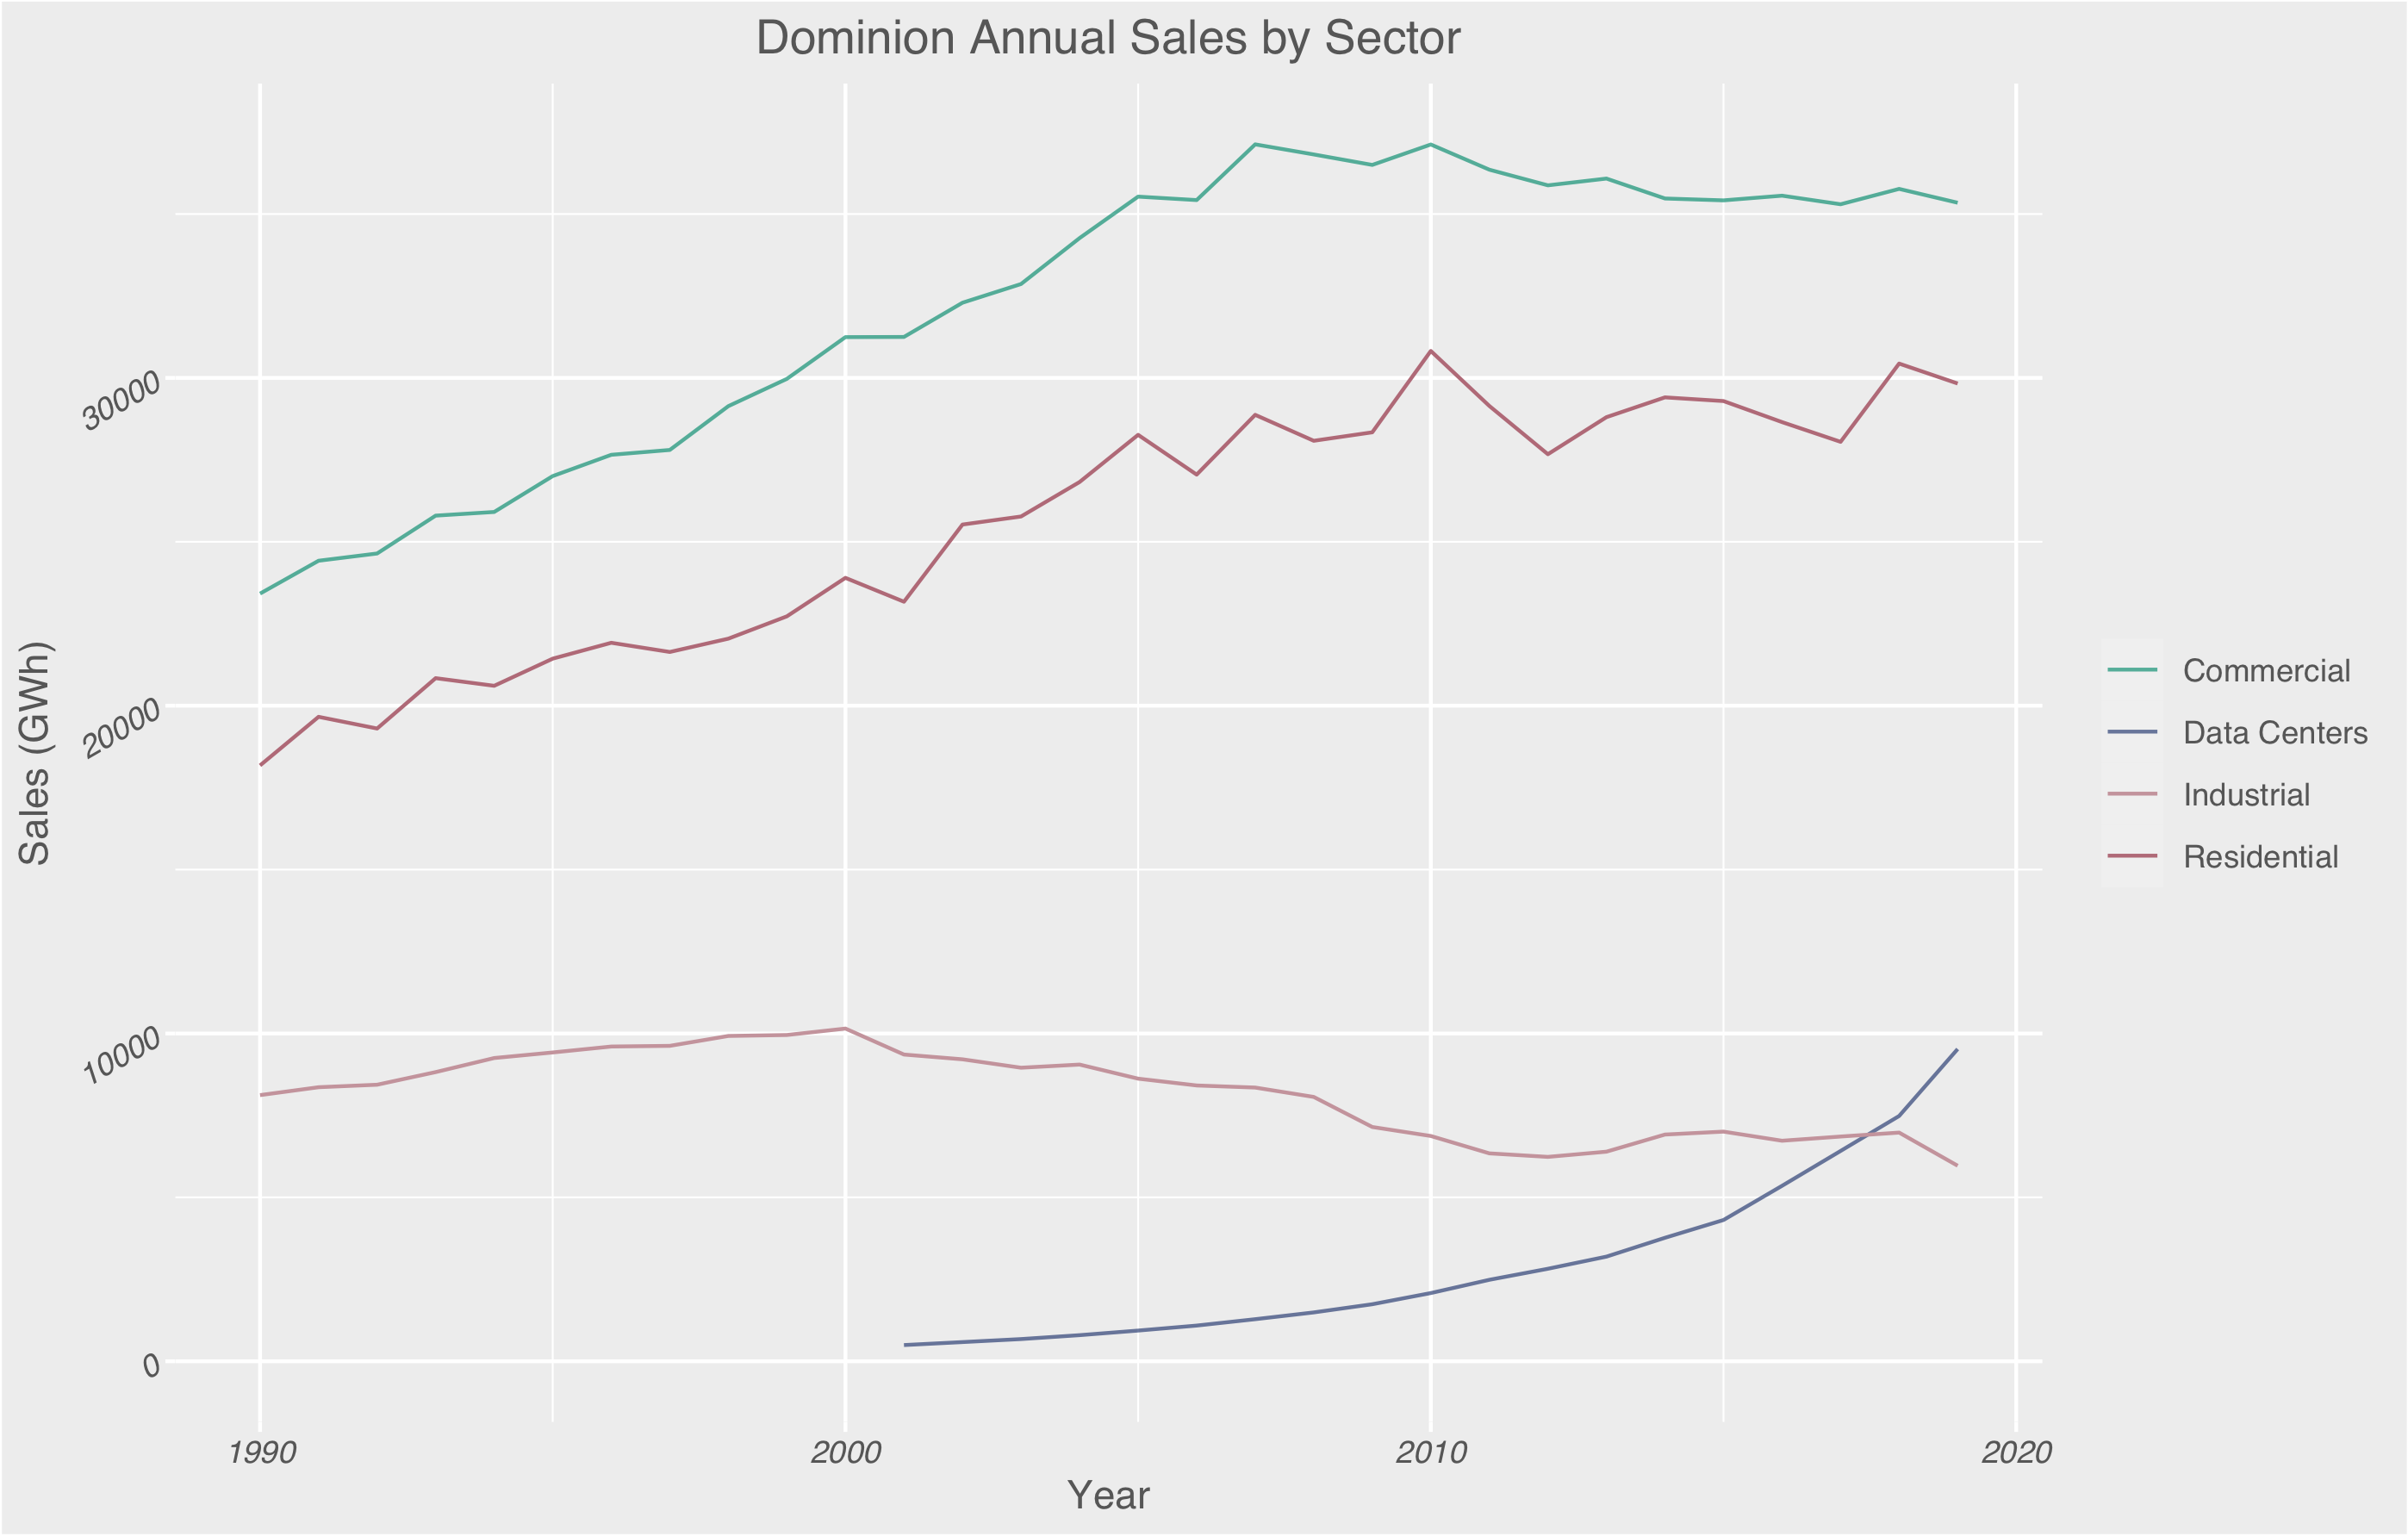 Dominion Annual Sales by Sector
Sales (GWh)
30000
20000
10000
0
1990
2000
2010
2020
Year
Commercial
Data Centers
Industrial
Residential